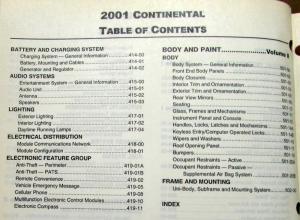 2001 CONTINENTAL
TABLE OF CONTENTS
BATTERY AND CHARGING SYSTEM
Charging System — General Information 414-00
Battery, Mounting and Cables 414-01
Generator and Regulator 414-02
AUDIO SYSTEMS
Entertainment System — General Information 415-00
Audio Unit 415-01
Antenna 415-02
Speakers 415-03
LIGHTING
Exterior Lighting 417-01
Interior Lighting 417-02
Daytime Running Lamps 417-04
ELECTRICAL DISTRIBUTION
Module Communications Network 418-00
Module Configuration 418-01
ELECTRONIC FEATURE GROUP
Anti-Theft — Perimeter 419-01A
Anti-Theft — PATS 419-01B
Remote Convenience 419-02
Vehicle Emergency Message 419-05
Cellular Phone 419-08
Multifunction Electronic Control Modules 419-10
Electronic Compass 419-11
BODY AND PAINT Volume II
BODY
Body System — General Information
Front End Body Panels
Body Closures
Interior Trim and Ornamentation
Exterior Trim and Ornamentation
Rear View Mirrors
Seating
Glass, Frames and Mechanisms
Instrument Panel and Console
Handles, Locks, Latches and Mechanisms
Keyless Entry/Computer Operated Locks
Wipers and Washers
Roof Opening Panel
Bumpers
Occupant Restraints — Active
Occupant Restraints — Passive —
Supplemental Air Bag System
FRAME AND MOUNTING
Uni-Body, Subframe and Mounting System
INDEX